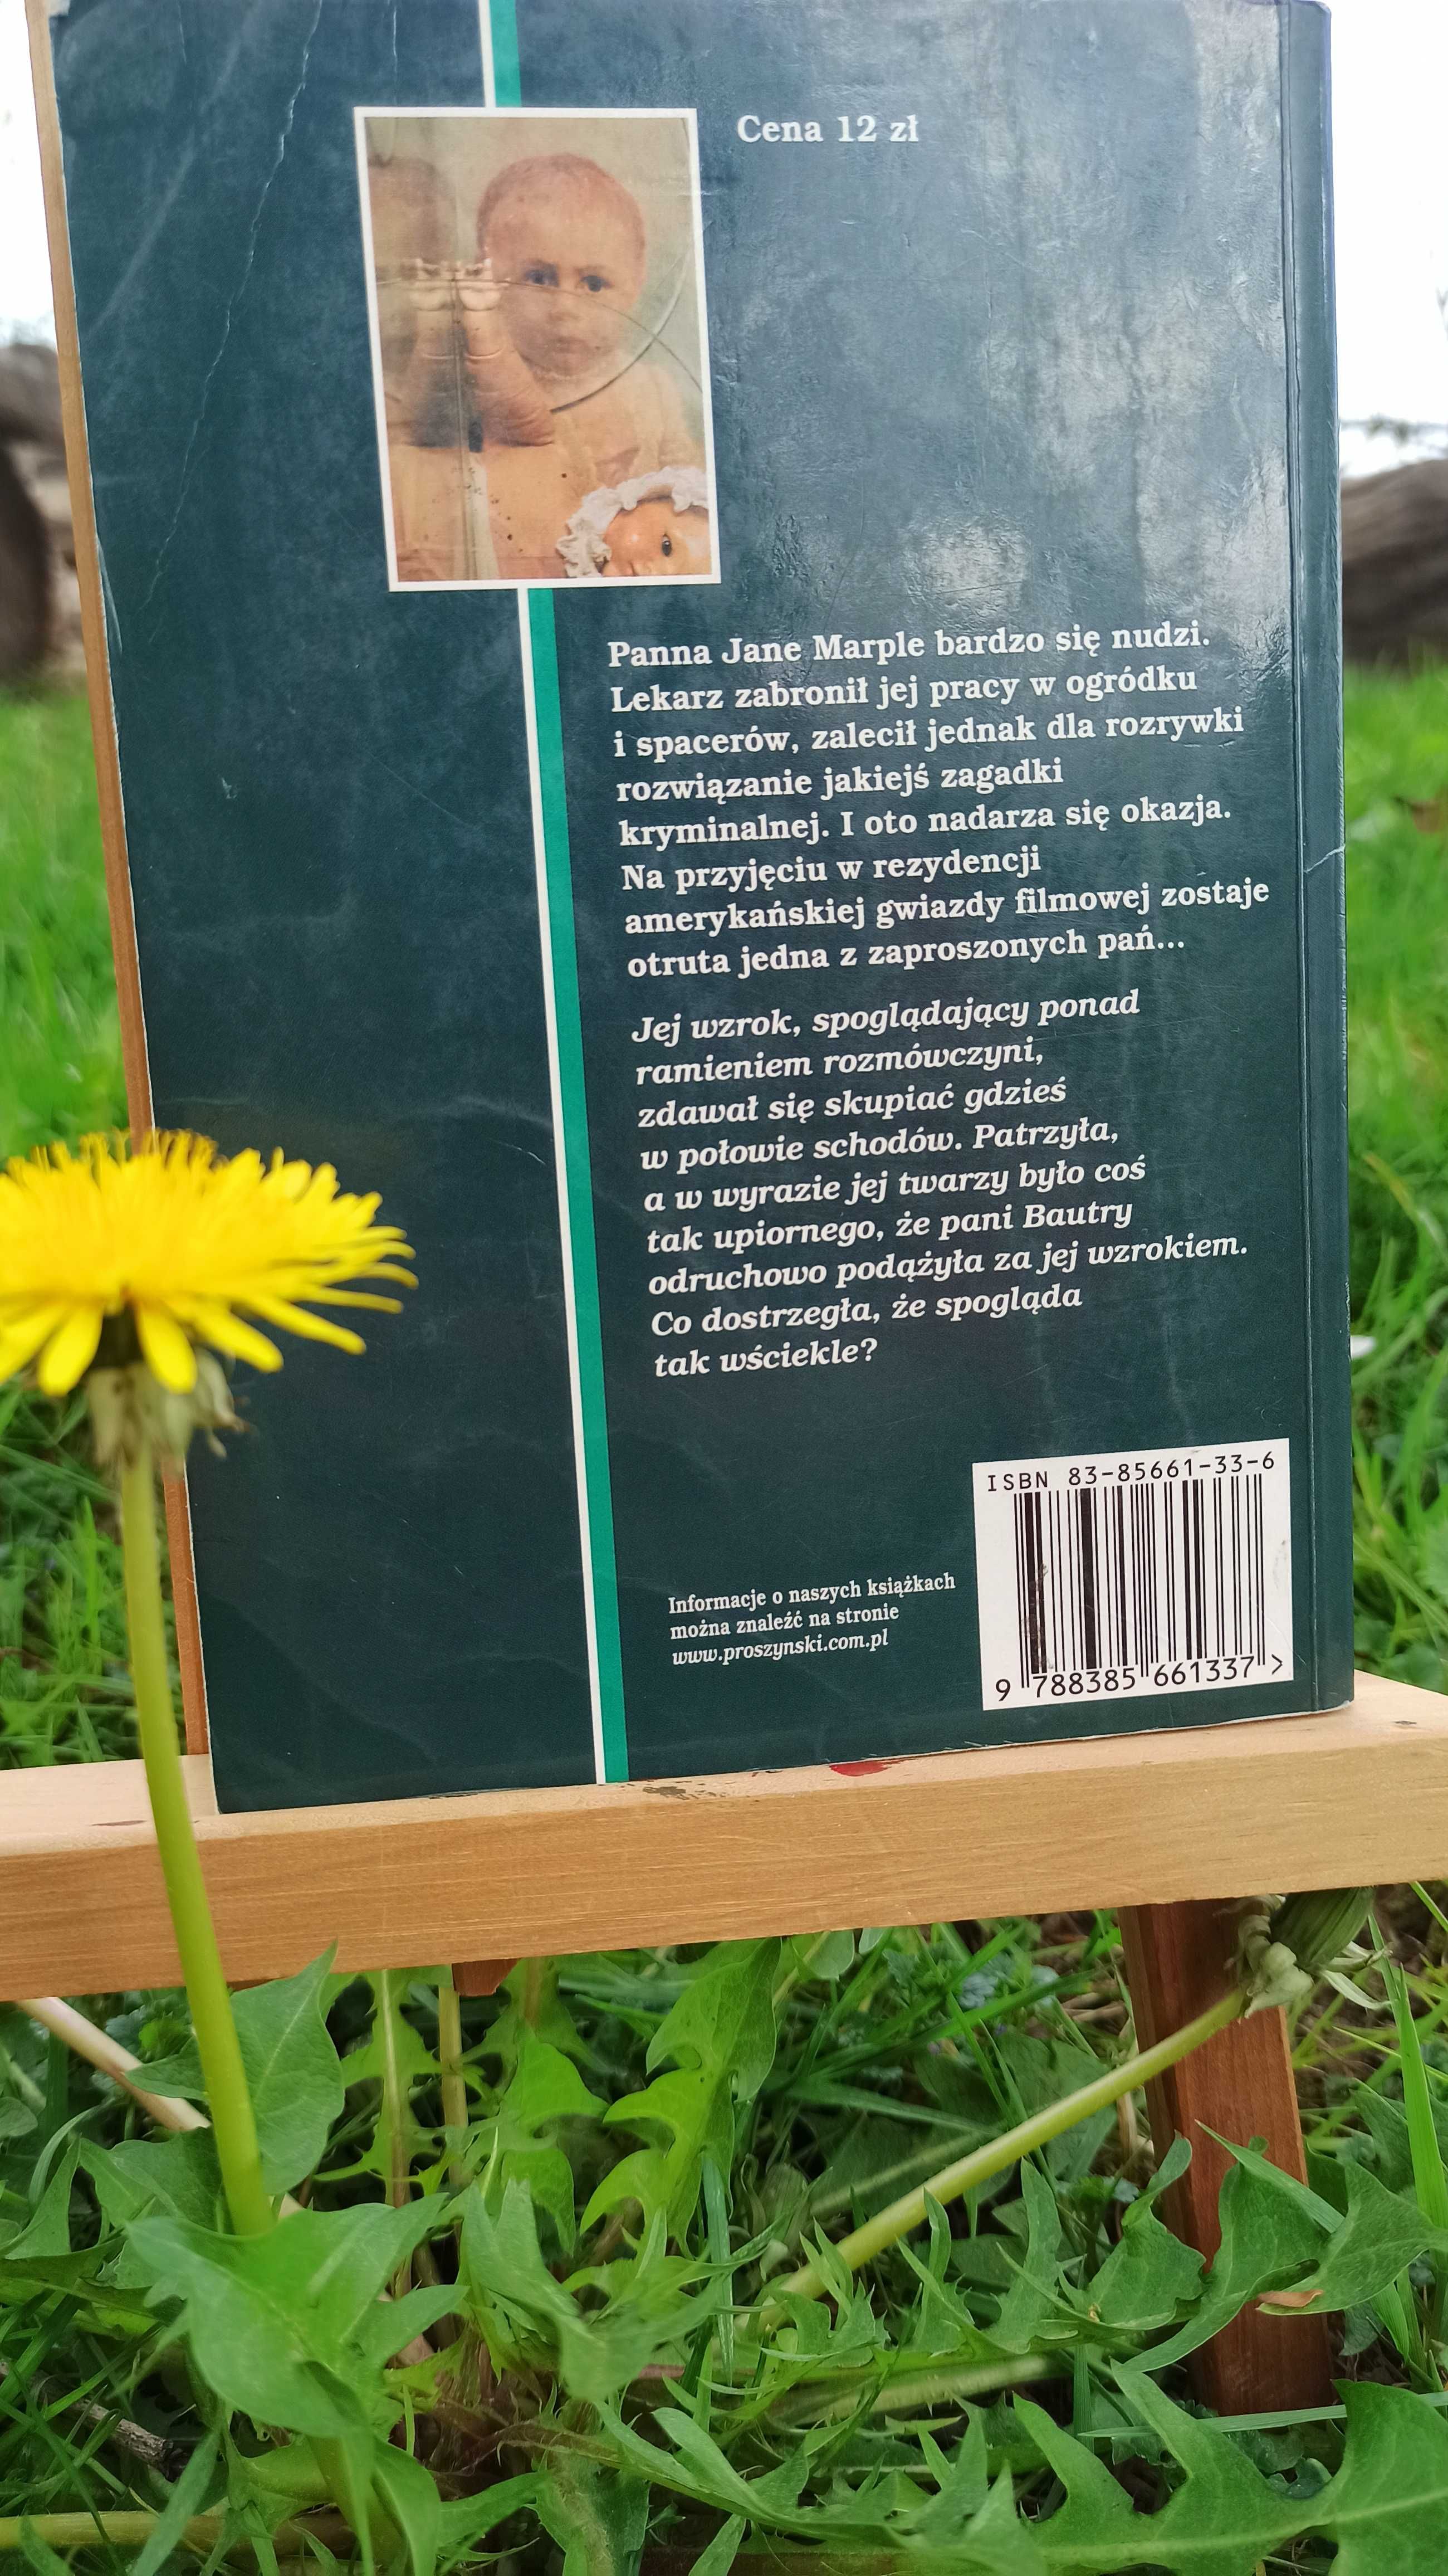 Cena 12 zł
Panna Jane Marple bardzo się nudzi.
Lekarz zabronił jej pracy w ogródku
i spacerów, zalecił jednak dla rozrywki
rozwiązanie jakiejś zagadki
kryminalnej. I oto nadarza się okazja.
Na przyjęciu w rezydencji
amerykańskiej gwiazdy filmowej zostaje
otruta jedna z zaproszonych pań...
Jej wzrok, spoglądający ponad
ramieniem rozmówczyni,
zdawał się skupiać gdzieś
w połowie schodów. Patrzyła,
a w wyrazie jej twarzy było coś
tak upiornego, że pani Bautry
odruchowo podążyła za jej wzrokiem.
Co dostrzegła, że spogląda
tak wściekle?
ISBN 83-85661-33-6
Informacje o naszych książkach
można znaleźć na stronie
www.proszynski.com.pl
9 788385 661337 >